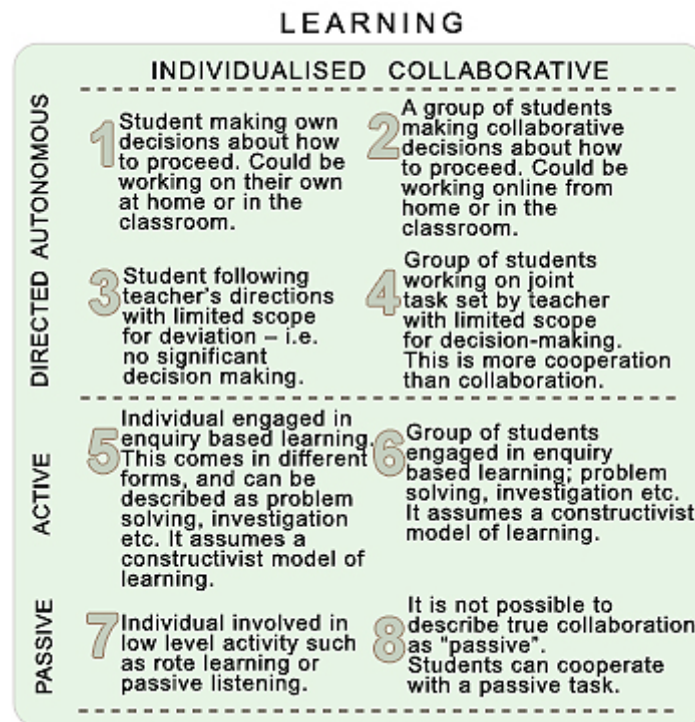 LEARNING
INDIVIDUALISED COLLABORATIVE
AUTONOMOUS
1
Student making own
decisions about how
to proceed. Could be
working on their own
at home or in the
classroom.
2
A group of students
making collaborative
decisions about how
to proceed. Could be
working online from
home or in the
classroom.
DIRECTED
3
Student following
teacher's directions
with limited scope
for deviation – i.e.
no significant
decision making.
4
Group of students
working on joint
task set by teacher
with limited scope
for decision-making.
This is more cooperation
than collaboration.
ACTIVE
5
Individual engaged in
enquiry based learning.
This comes in different
forms, and can be
described as problem
solving, investigation
etc. It assumes a
constructivist model of
learning.
6
Group of students
engaged in enquiry
based learning; problem
solving, investigation etc.
It assumes a constructivist
model of learning.
PASSIVE
7
Individual involved in
low level activity such
as rote learning or
passive listening.
8
It is not possible to
describe true collaboration
as "passive".
Students can cooperate
with a passive task.